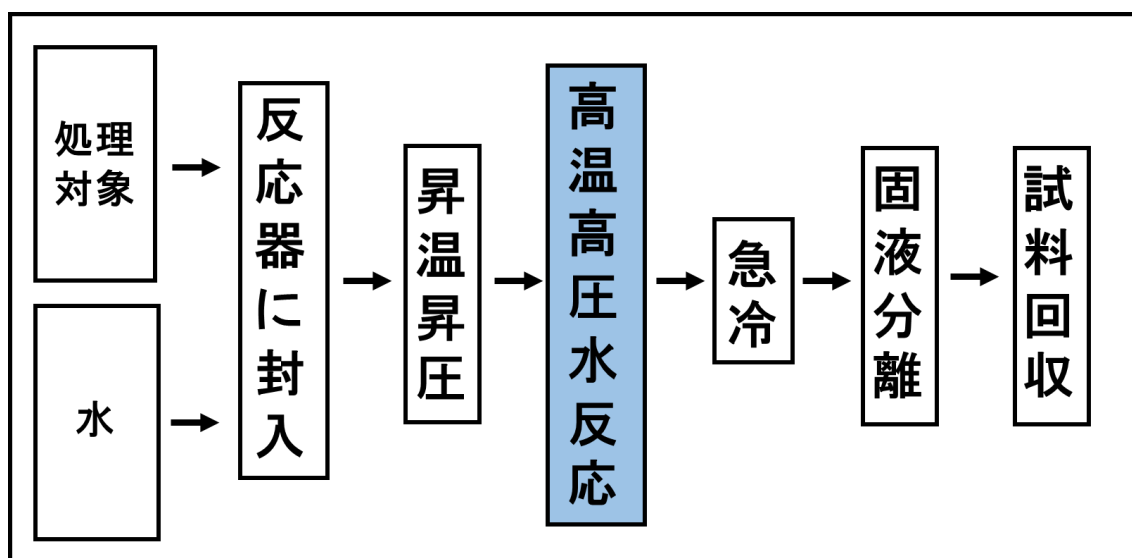 処理
対象
水
反応器に封入
昇温昇圧
高温高圧水反応
急冷
固液分離
試料回収